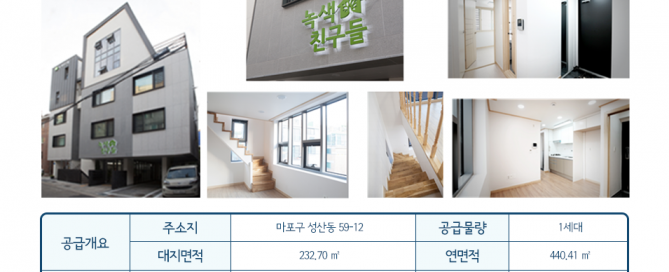 녹색
친구들
공급개요
주소지
마포구 성산동 59-12
공급물량
1세대
대지면적
232.70 ㎡
연면적
440.41 ㎡